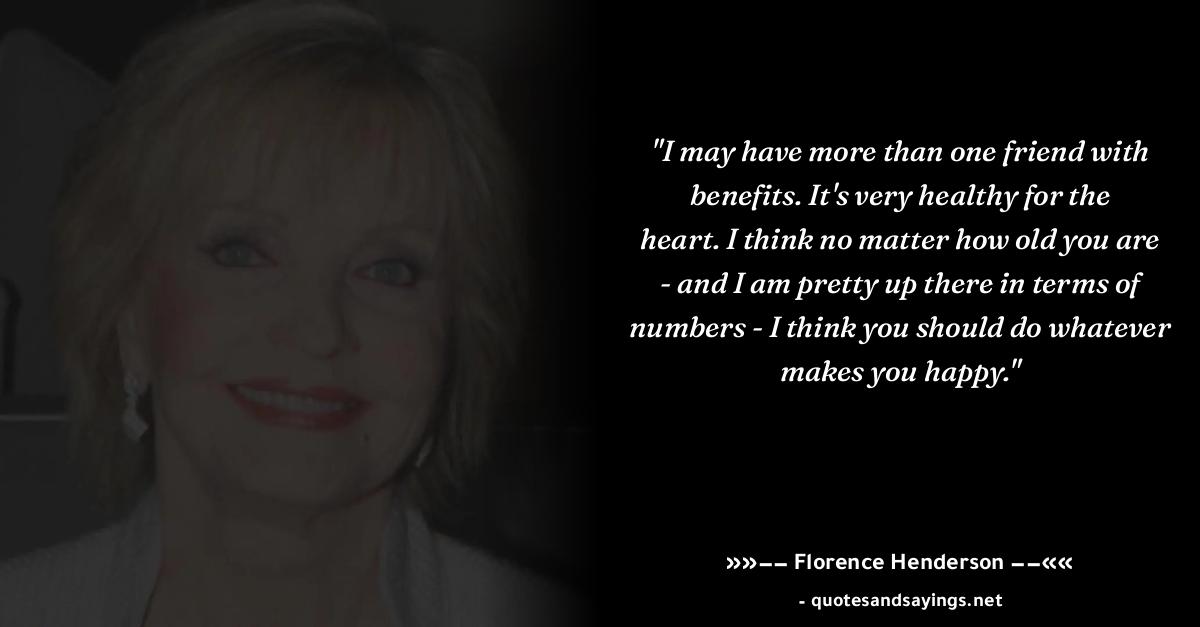 "I may have more than one friend with
benefits. It's very healthy for the
heart. I think no matter how old you are
- and I am pretty up there in terms of
numbers - I think you should do whatever
makes you happy."
»»−− Florence Henderson −−««
- quotesandsayings.net